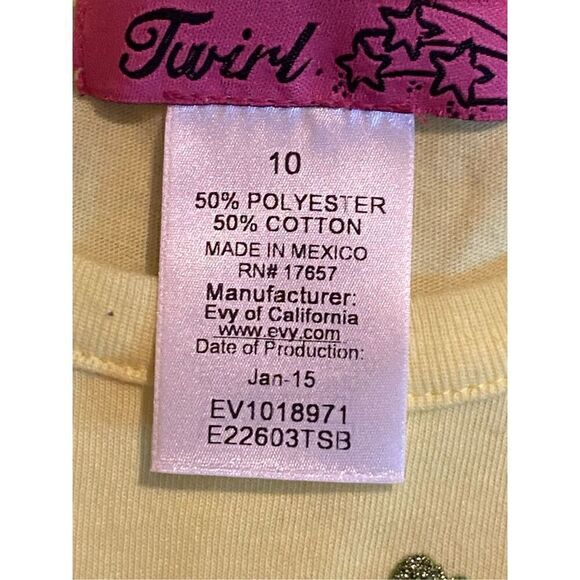 Twirl.
10
50% POLYESTER
50% COTTON
MADE IN MEXICO
RN# 17657
Manufacturer:
Evy of California
www.evy.com
Date of Production:
Jan-15
EV1018971
E22603TSB